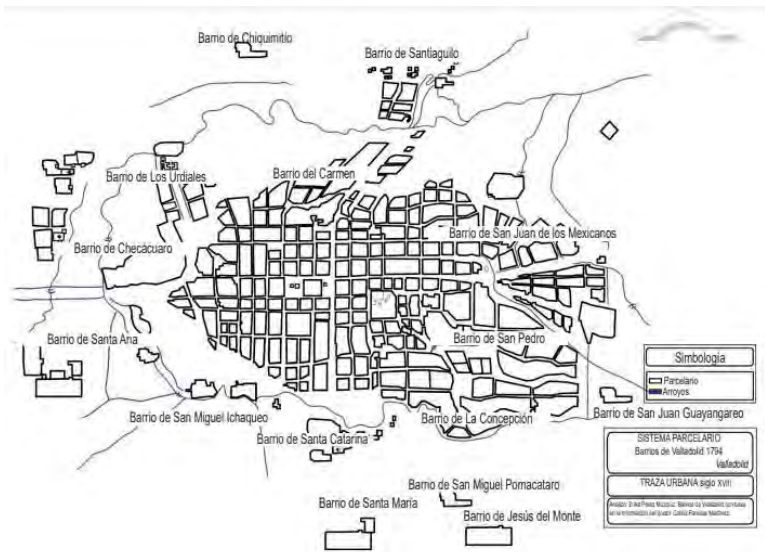 Barrio de Chiquimitio
Barrio de Santiaguilo
Barrio de Los Urdiales
Barrio del Carmen
Barrio de San Juan de los Mexicanos
Barrio de Checácuaro
Barrio de Santa Ana
Barrio de San Pedro
Simbología
Parcelario
Arroyos
Barrio de San Miguel Ichaqueo
Barrio de La Concepción
Barrio de San Juan Guayangareo
Barrio de Santa Catarina
SISTEMA PARCELARIO
Barrios de Valladolid 1794
Valladolid
TRAZA URBANA siglo XVIII
Barrio de San Miguel Pomacataro
Barrio de Santa María
Barrio de Jesús del Monte